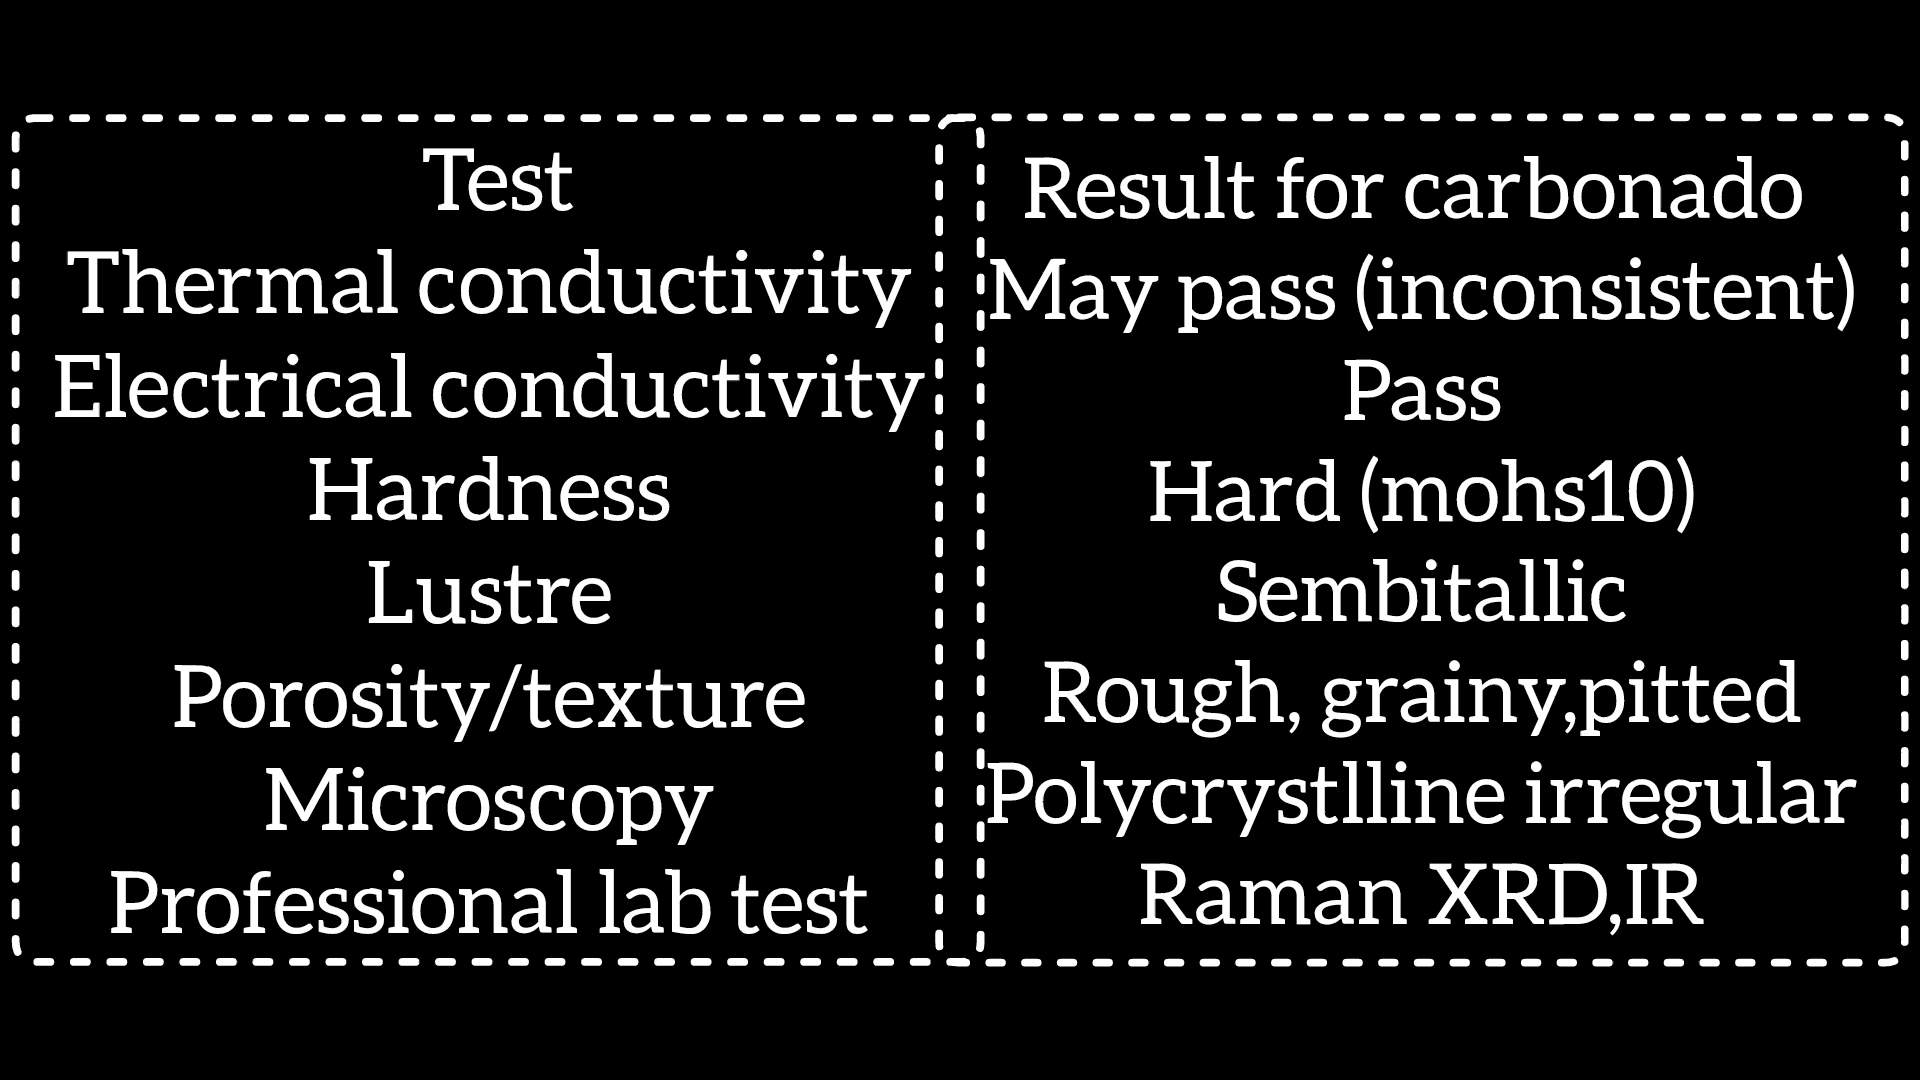 Test
Thermal conductivity
Electrical conductivity
Hardness
Lustre
Porosity/texture
Microscopy
Professional lab test
Result for carbonado
May pass (inconsistent)
Pass
Hard (mohs10)
Sembitallic
Rough, grainy,pitted
Polycrystlline irregular
Raman XRD,IR